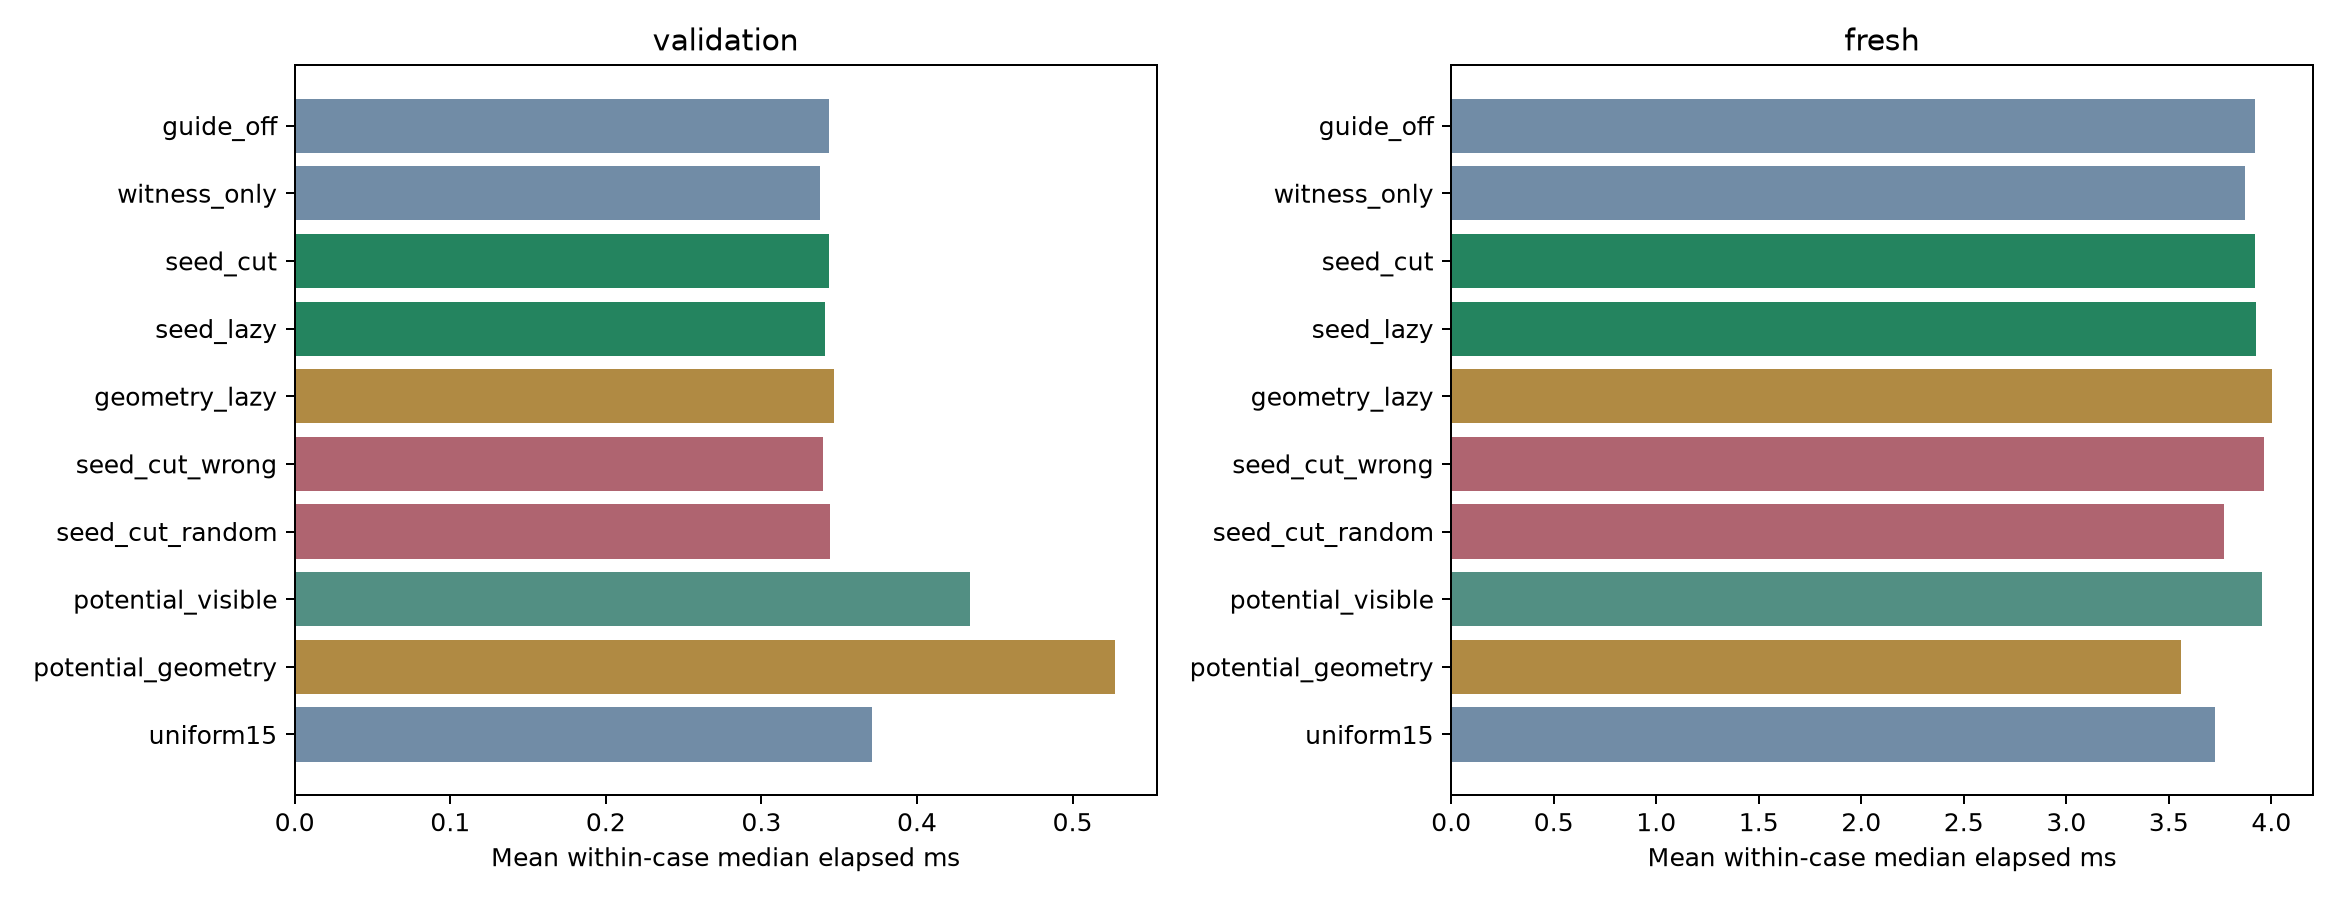 validation
guide_off
witness_only
seed_cut
seed_lazy
geometry_lazy
seed_cut_wrong
seed_cut_random
potential_visible
potential_geometry
uniform15
0.0 0.1 0.2 0.3 0.4 0.5
Mean within-case median elapsed ms
fresh
guide_off
witness_only
seed_cut
seed_lazy
geometry_lazy
seed_cut_wrong
seed_cut_random
potential_visible
potential_geometry
uniform15
0.0 0.5 1.0 1.5 2.0 2.5 3.0 3.5 4.0
Mean within-case median elapsed ms